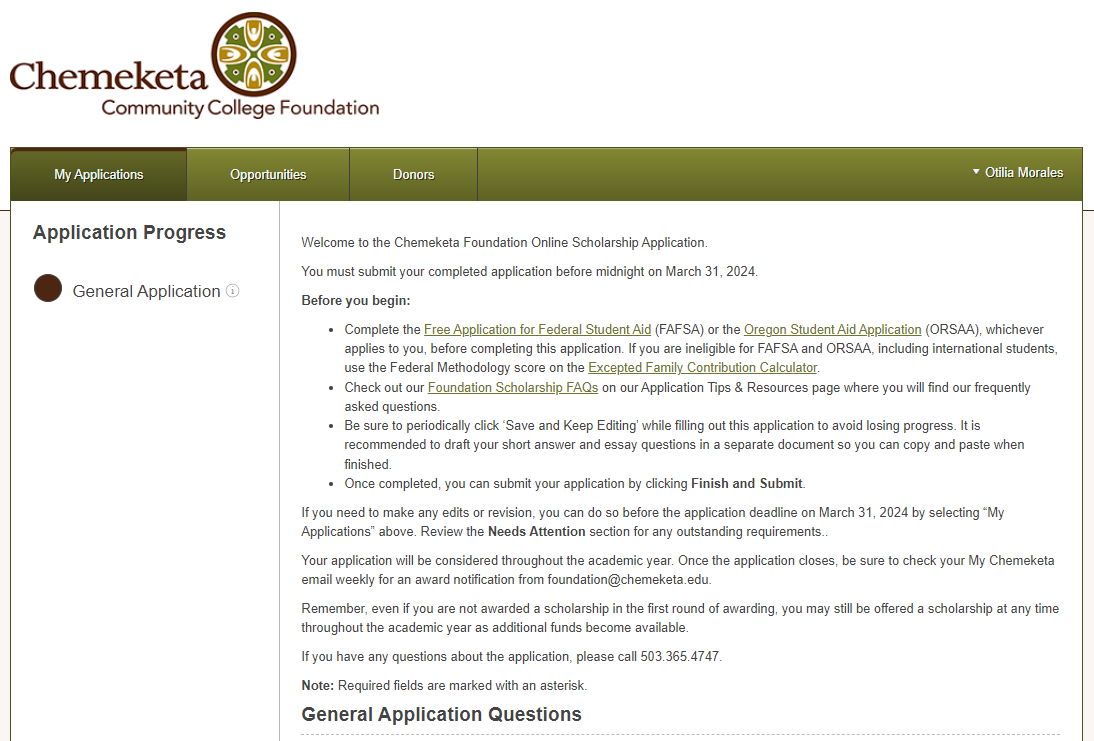 Chemeketa
Community College Foundation
My Applications
Opportunities
Donors
Otilia Morales
Application Progress
General Application
Welcome to the Chemeketa Foundation Online Scholarship Application.
You must submit your completed application before midnight on March 31, 2024.
Before you begin:
• Complete the Free Application for Federal Student Aid (FAFSA) or the Oregon Student Aid Application (ORSAA), whichever
applies to you, before completing this application. If you are ineligible for FAFSA and ORSAA, including international students,
use the Federal Methodology score on the Excepted Family Contribution Calculator.
• Check out our Foundation Scholarship FAQs on our Application Tips & Resources page where you will find our frequently
asked questions.
• Be sure to periodically click ‘Save and Keep Editing’ while filling out this application to avoid losing progress. It is
recommended to draft your short answer and essay questions in a separate document so you can copy and paste when
finished.
• Once completed, you can submit your application by clicking Finish and Submit.
If you need to make any edits or revision, you can do so before the application deadline on March 31, 2024 by selecting “My
Applications” above. Review the Needs Attention section for any outstanding requirements..
Your application will be considered throughout the academic year. Once the application closes, be sure to check your My Chemeketa
email weekly for an award notification from foundation@chemeketa.edu.
Remember, even if you are not awarded a scholarship in the first round of awarding, you may still be offered a scholarship at any time
throughout the academic year as additional funds become available.
If you have any questions about the application, please call 503.365.4747.
Note: Required fields are marked with an asterisk.
General Application Questions